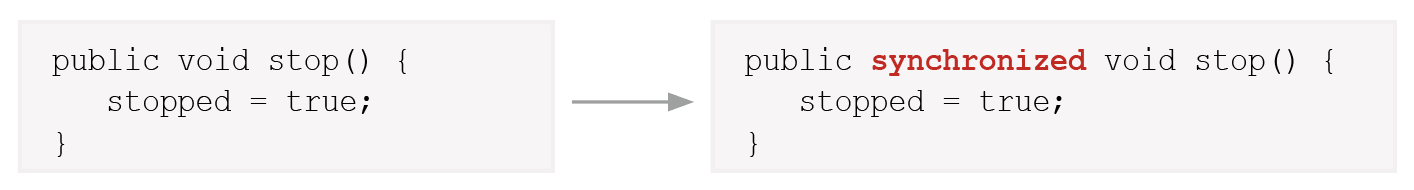 public void stop() {
   stopped = true;
}
public synchronized void stop() {
   stopped = true;
}